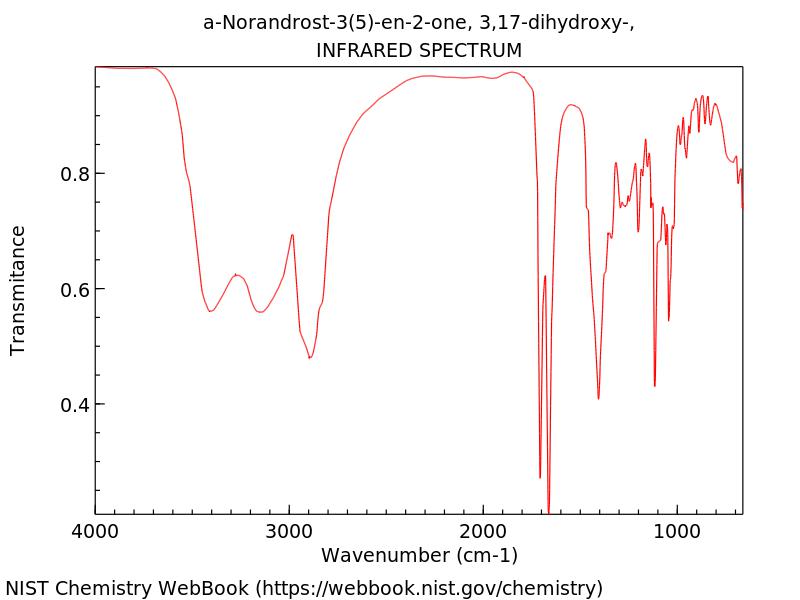 a-Norandrost-3(5)-en-2-one, 3,17-dihydroxy-,
INFRARED SPECTRUM
Transmitance
0.8
0.6
0.4
4000 3000 2000 1000
Wavenumber (cm-1)
NIST Chemistry WebBook (https://webbook.nist.gov/chemistry)